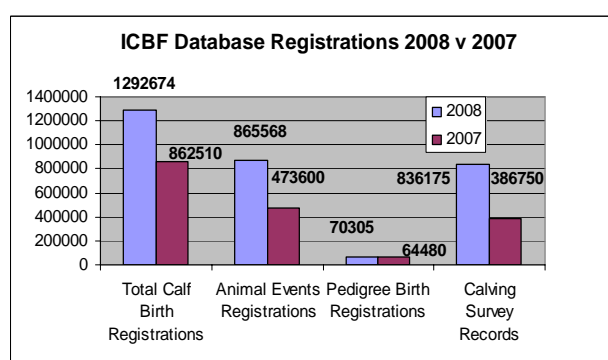 ICBF Database Registrations 2008 v 2007
1292674
1400000
1200000
1000000
800000
600000
400000
200000
0
862510
865568
473600
70305
64480
836175
386750
2008
2007
Total Calf
Birth
Registrations
Animal Events
Registrations
Pedigree Birth
Registrations
Calving
Survey
Records